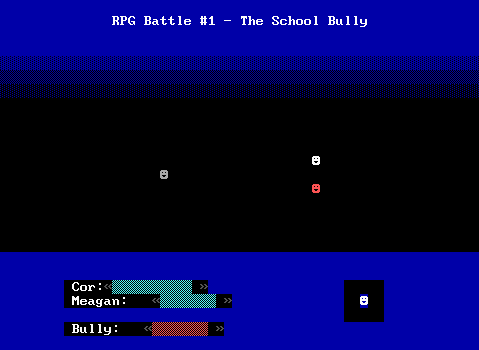 RPG Battle #1 - The School Bully
Cor:«▒▒▒▒▒▒▒▒▒▒»
Meagan: «▒▒▒▒▒▒▒»
Bully: «▒▒▒▒▒▒▒»